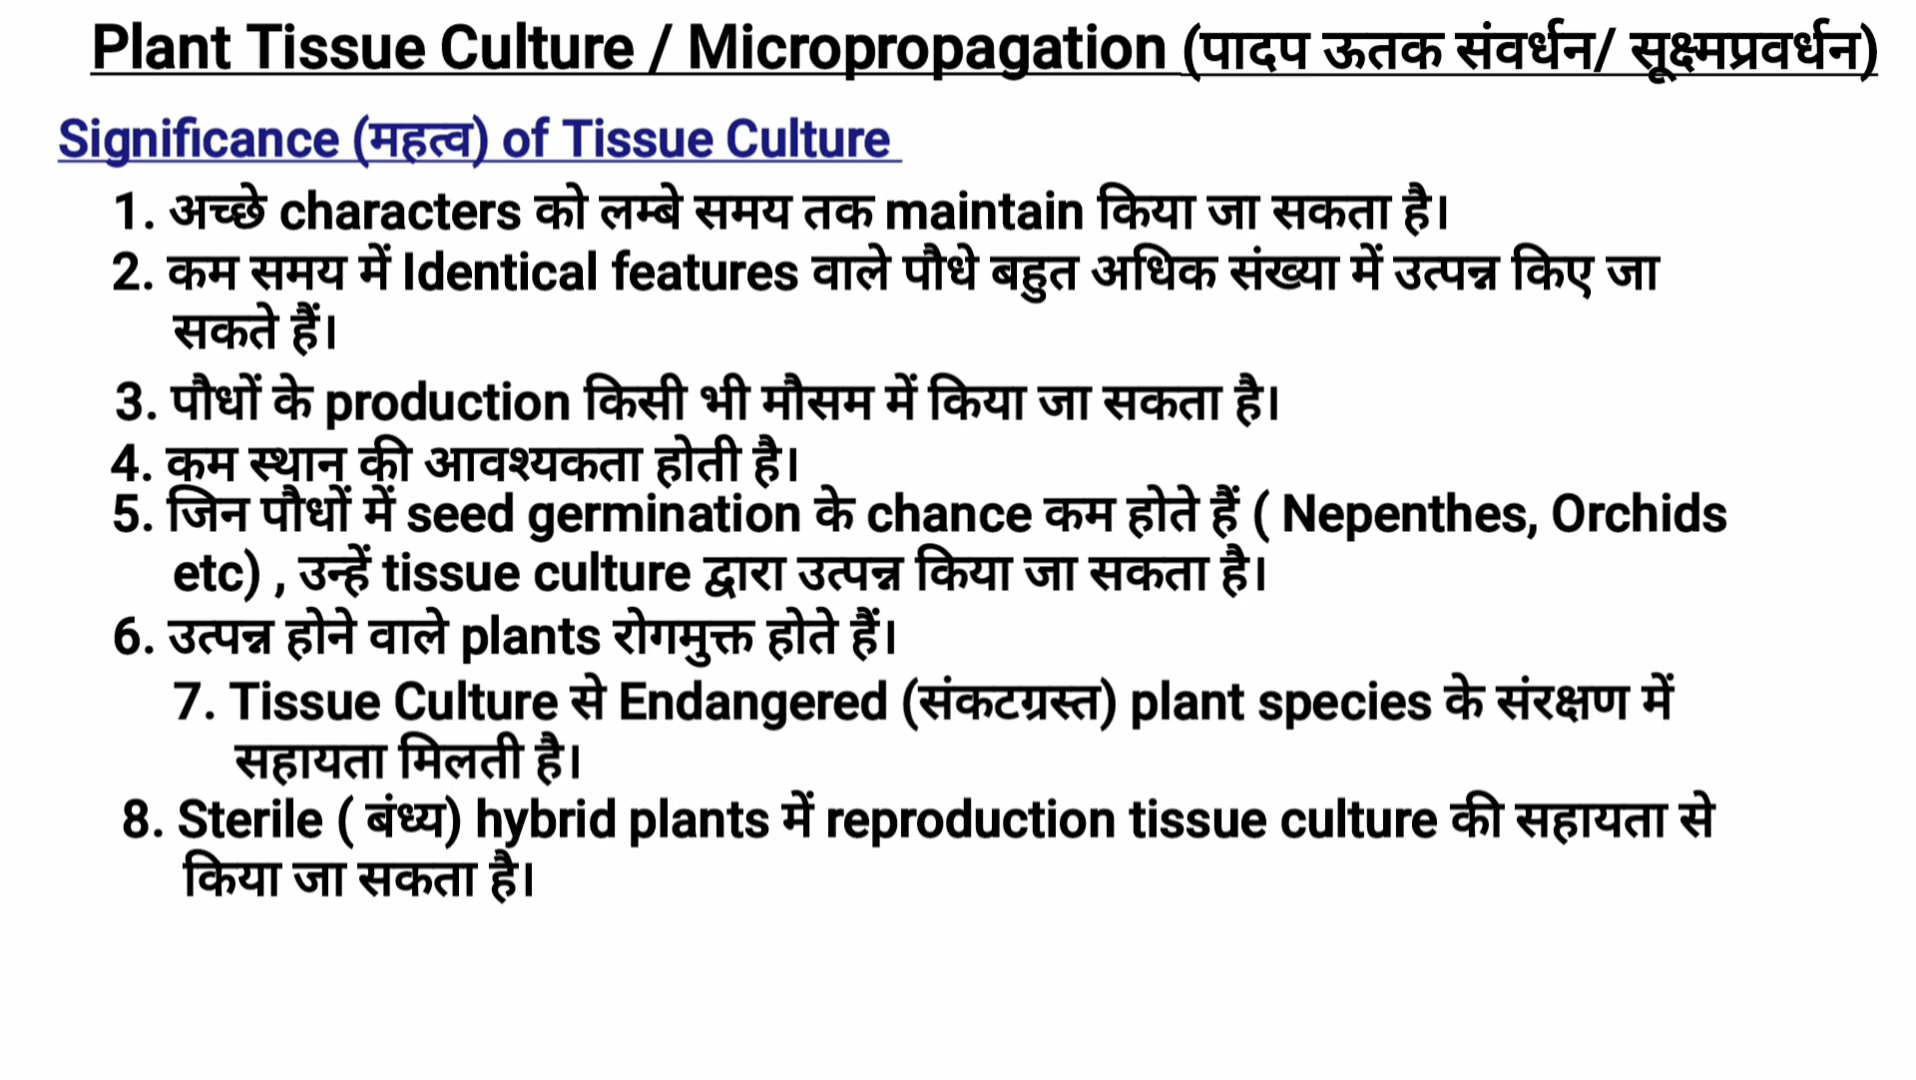 Plant Tissue Culture / Micropropagation (पादप ऊतक संवर्धन/ सूक्ष्मप्रवर्धन)
Significance (महत्व) of Tissue Culture
1. अच्छे characters को लम्बे समय तक maintain किया जा सकता है।
2. कम समय में Identical features वाले पौधे बहुत अधिक संख्या में उत्पन्न किए जा
सकते हैं।
3. पौधों के production किसी भी मौसम में किया जा सकता है।
4. कम स्थान की आवश्यकता होती है।
5. जिन पौधों में seed germination के chance कम होते हैं ( Nepenthes, Orchids
etc) , उन्हें tissue culture द्वारा उत्पन्न किया जा सकता है।
6. उत्पन्न होने वाले plants रोगमुक्त होते हैं।
7. Tissue Culture से Endangered (संकटग्रस्त) plant species के संरक्षण में
सहायता मिलती है।
8. Sterile ( बंध्य) hybrid plants में reproduction tissue culture की सहायता से
किया जा सकता है।